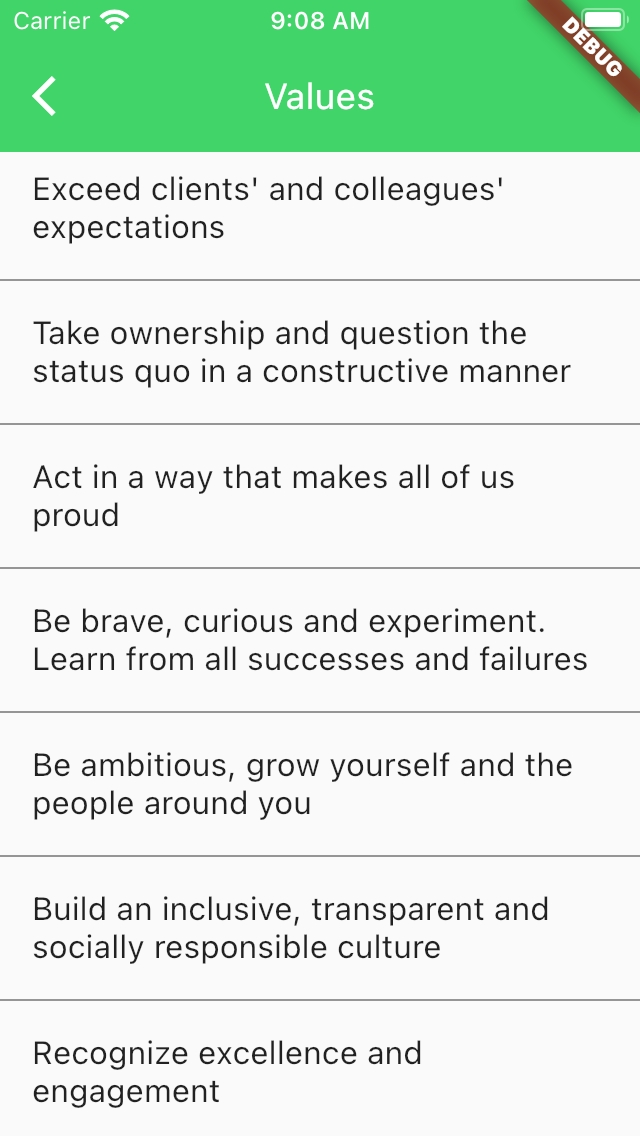 Carrier 9:08 AM
DEBUG
Values
Exceed clients' and colleagues'
expectations
Take ownership and question the
status quo in a constructive manner
Act in a way that makes all of us
proud
Be brave, curious and experiment.
Learn from all successes and failures
Be ambitious, grow yourself and the
people around you
Build an inclusive, transparent and
socially responsible culture
Recognize excellence and
engagement